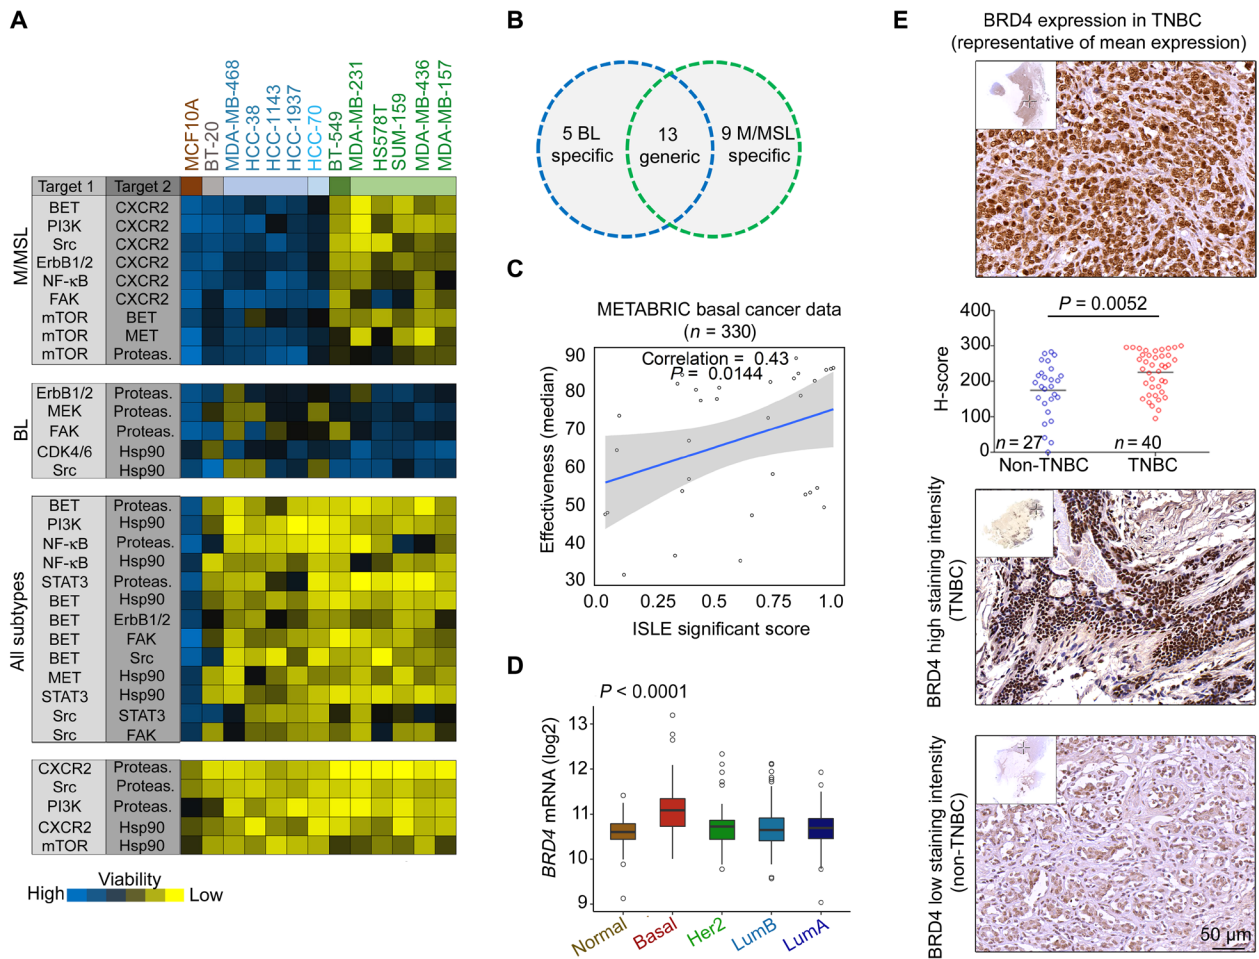 A
MCF10A
BT-20
MDA-MB-468
HCC-38
HCC-1143
HCC-1937
HCC-70
BT-549
MDA-MB-231
HS578T
SUM-159
MDA-MB-436
MDA-MB-157
Target 1 Target 2
M/MSL
BET CXCR2
PI3K CXCR2
Src CXCR2
ErbB1/2 CXCR2
NF-κB CXCR2
FAK CXCR2
mTOR BET
mTOR MET
mTOR Proteas.
BL
ErbB1/2 Proteas.
MEK Proteas.
FAK Proteas.
CDK4/6 Hsp90
Src Hsp90
All subtypes
BET Proteas.
PI3K Hsp90
NF-κB Proteas.
NF-κB Hsp90
STAT3 Proteas.
BET Hsp90
BET ErbB1/2
BET FAK
BET Src
MET Hsp90
STAT3 Hsp90
Src STAT3
Src FAK
CXCR2 Proteas.
Src Proteas.
PI3K Proteas.
CXCR2 Hsp90
mTOR Hsp90
Viability
High Low
B
5 BL
specific
13
generic
9 M/MSL
specific
C
METABRIC basal cancer data
(n = 330)
Correlation = 0.43
P = 0.0144
Effectiveness (median)
90
80
70
60
50
40
30
0.0 0.25 0.5 0.75 1.0
ISLE significant score
D
P < 0.0001
BRD4 mRNA (log2)
13
12
11
10
9
Normal
Basal
Her2
LumB
LumA
E
BRD4 expression in TNBC
(representative of mean expression)
P = 0.0052
H-score
400
300
200
100
0
n = 27 n = 40
Non-TNBC TNBC
BRD4 high staining intensity
(TNBC)
BRD4 low staining intensity
(non-TNBC)
50 μm